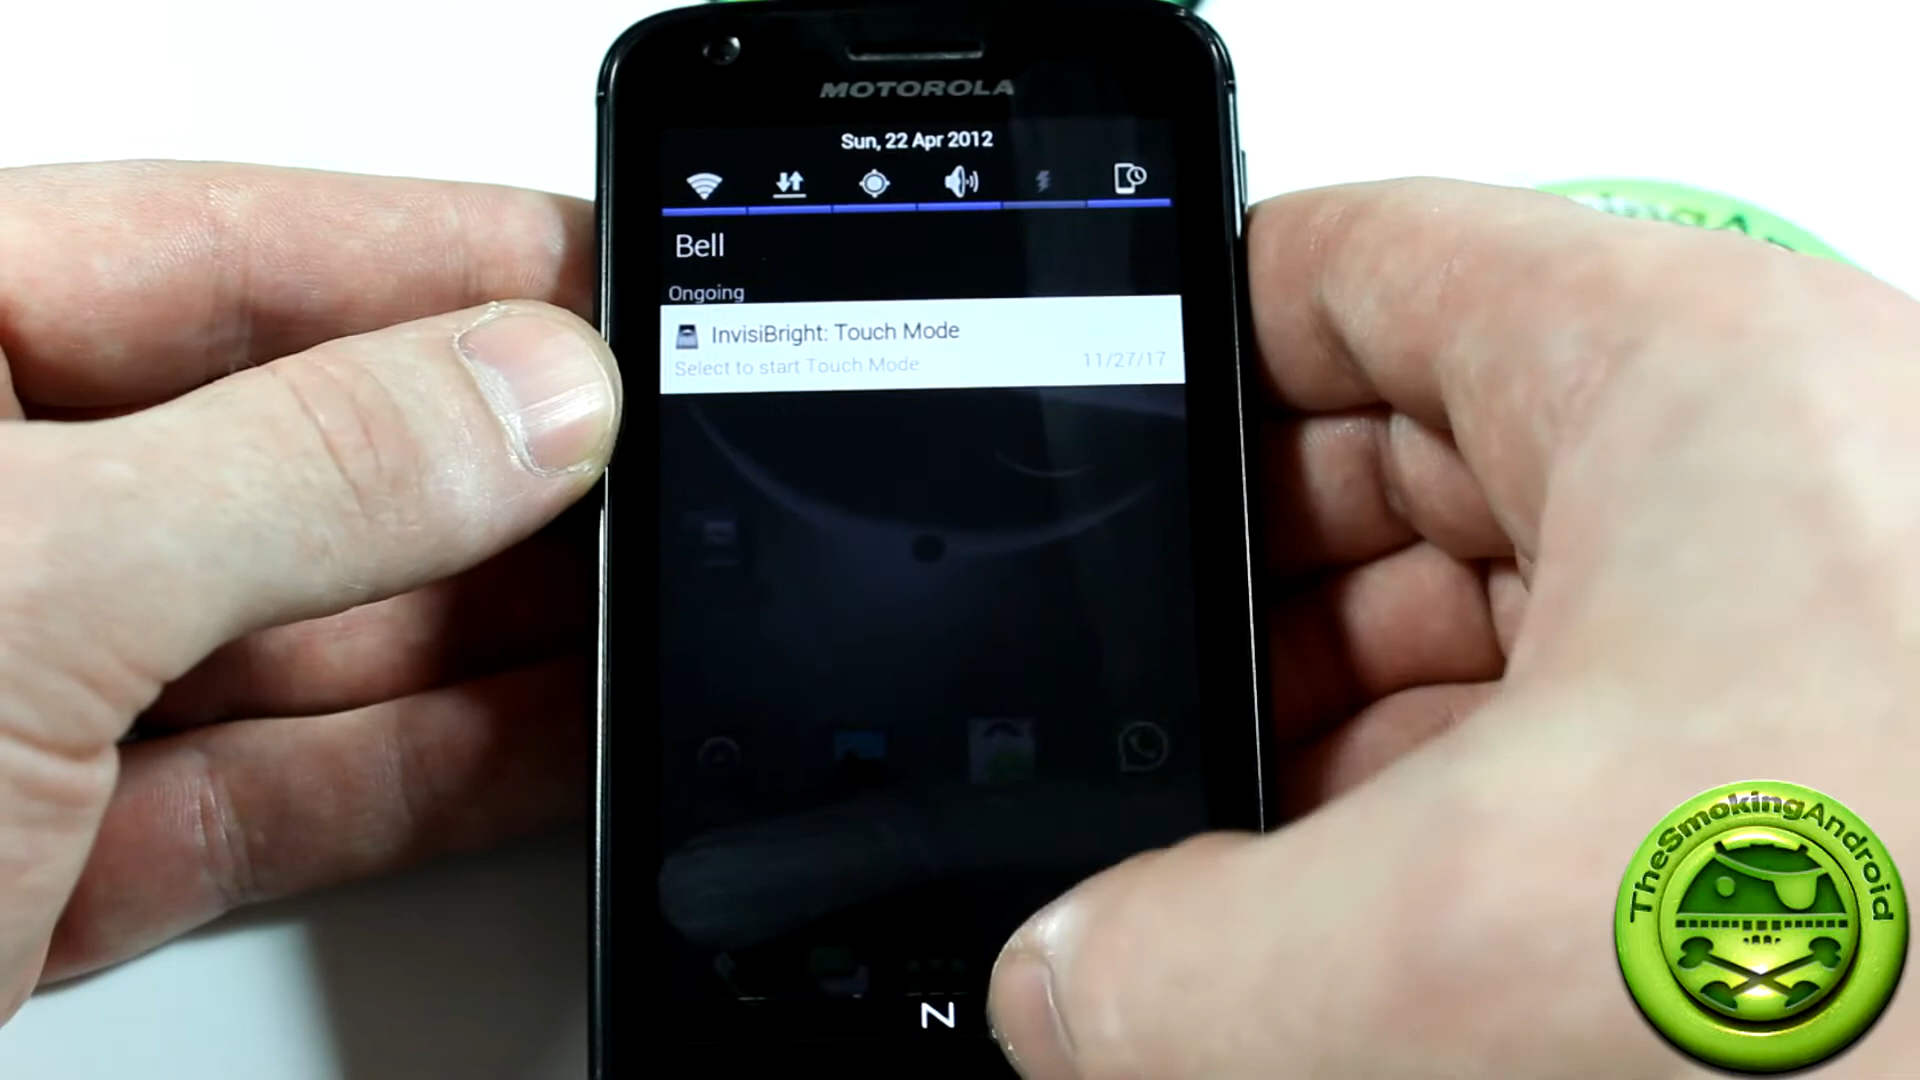 MOTOROLA
Sun, 22 Apr 2012
Bell
Ongoing
InvisiBright: Touch Mode
Select to start Touch Mode 11/27/17
N
TheSmokingAndroid